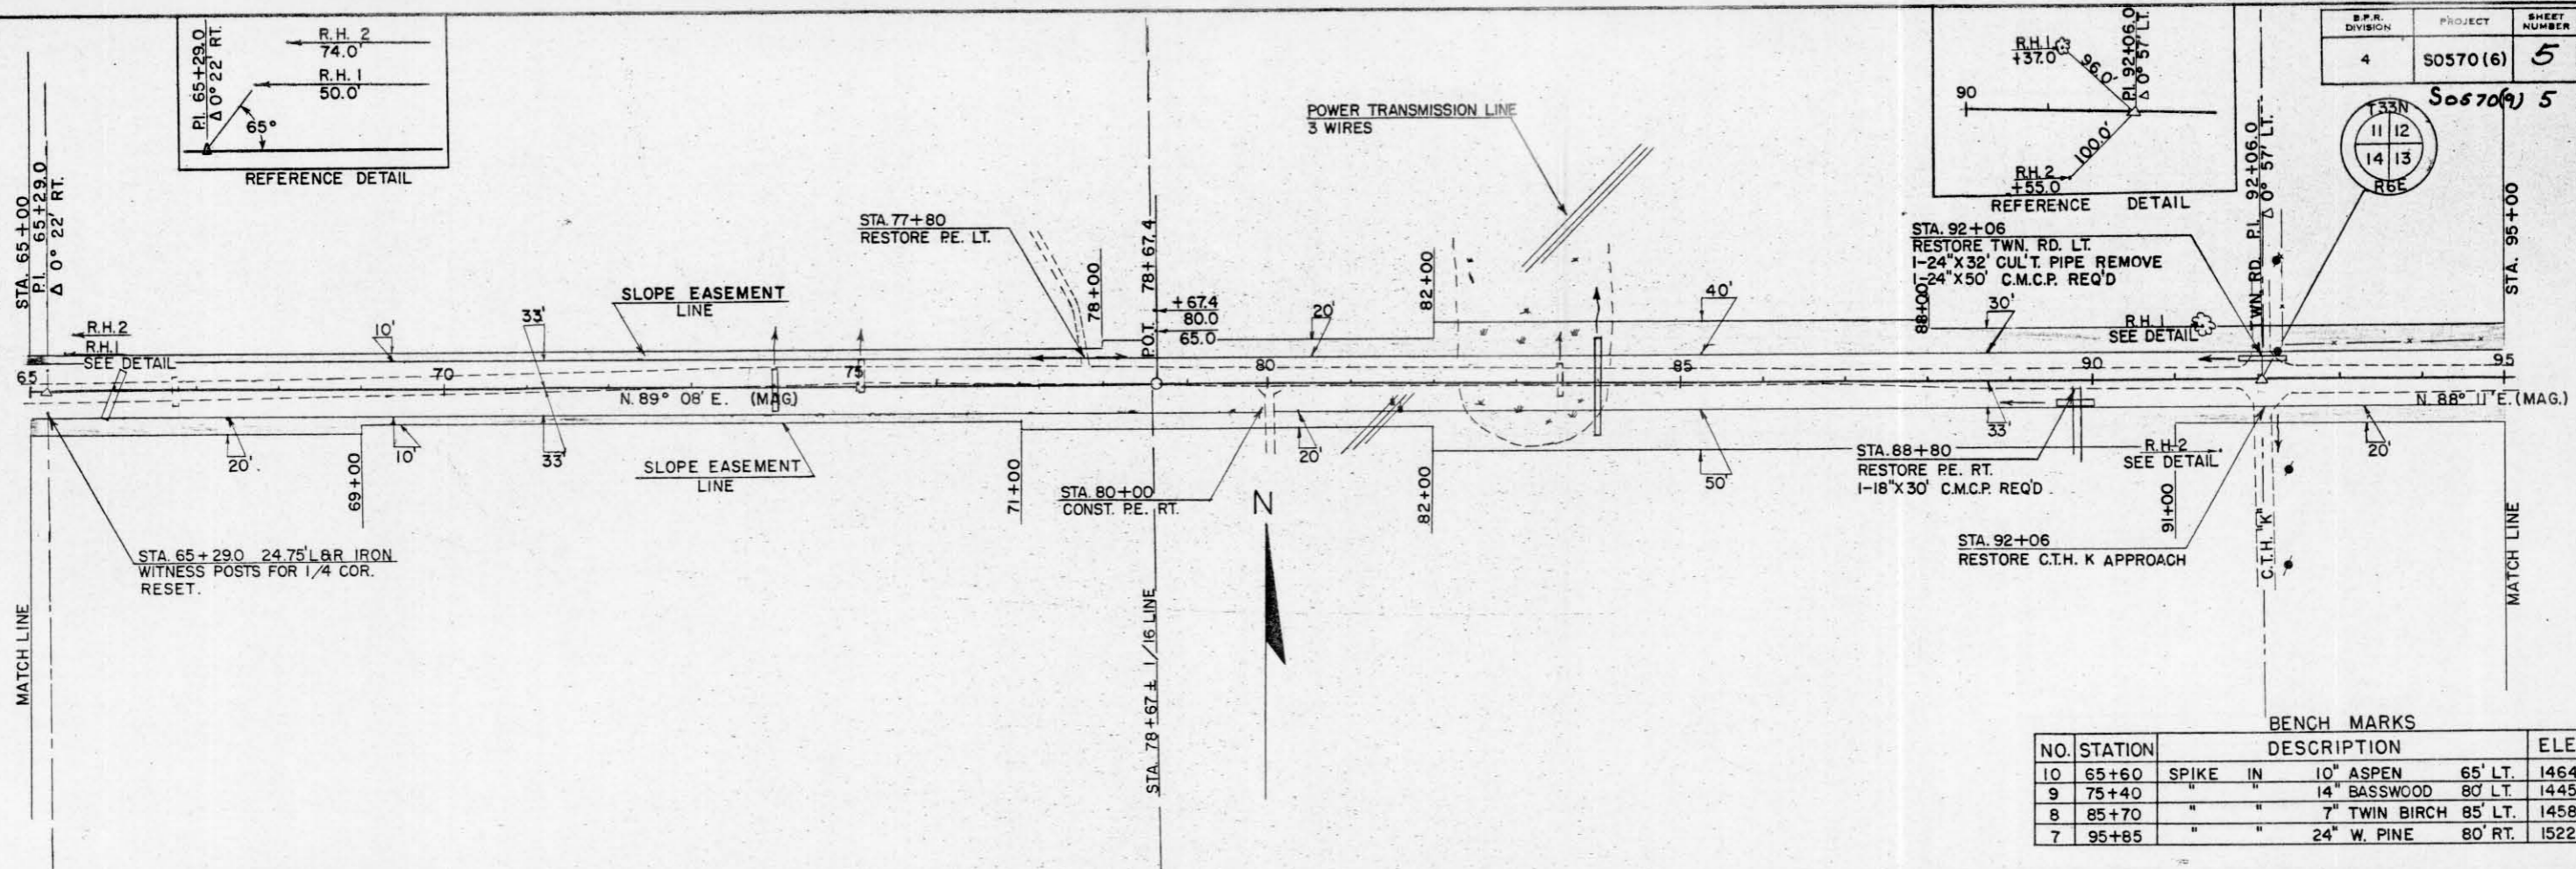 P.I. 65+29.0
Δ 0° 22' RT.
R.H. 2
74.0'
R.H. 1
50.0'
65°
REFERENCE DETAIL
POWER TRANSMISSION LINE
3 WIRES
R.H. 1
+37.0
96.0'
P.I. 92+06.0
Δ 0° 57' LT.
90
100.0'
R.H. 2
+55.0
REFERENCE DETAIL
B.P.R. DIVISION
PROJECT
SHEET NUMBER
4
S0570(6)
5
S0570(9) 5
T33N
11 12
14 13
R6E
STA. 65+00
P.I. 65+29.0
Δ 0° 22' RT.
STA. 77+80
RESTORE P.E. LT.
78+00
P.O.T. 78+67.4
+67.4
80.0
65.0
82+00
STA. 92+06
RESTORE TWN. RD. LT.
1-24"X32' CUL'T. PIPE REMOVE
1-24"X50' C.M.C.P. REQ'D
88+00
TWN. RD. P.I. 92+06.0
Δ 0° 57' LT.
STA. 95+00
R.H. 2
R.H. 1
SEE DETAIL
10'
33'
SLOPE EASEMENT
LINE
20'
40'
30'
R.H. 1
SEE DETAIL
65
70
75
80
85
90
95
N. 89° 08' E. (MAG.)
N. 88° 11' E. (MAG.)
20'
69+00
10'
33'
SLOPE EASEMENT
LINE
71+00
STA. 80+00
CONST. P.E. RT.
20'
82+00
50'
33'
STA. 88+80
RESTORE P.E. RT.
1-18"X30' C.M.C.P. REQ'D.
R.H. 2
SEE DETAIL
91+00
20'
STA. 65+29.0 24.75' L&R IRON
WITNESS POSTS FOR 1/4 COR.
RESET.
N
STA. 92+06
RESTORE C.T.H. K APPROACH
C.T.H. "K"
MATCH LINE
STA. 78+67± 1/16 LINE
MATCH LINE
BENCH MARKS
NO. STATION DESCRIPTION ELE
10 65+60 SPIKE IN 10" ASPEN 65' LT. 1464
9 75+40 " " 14" BASSWOOD 80' LT. 1445
8 85+70 " " 7" TWIN BIRCH 85' LT. 1458
7 95+85 " " 24" W. PINE 80' RT. 1522